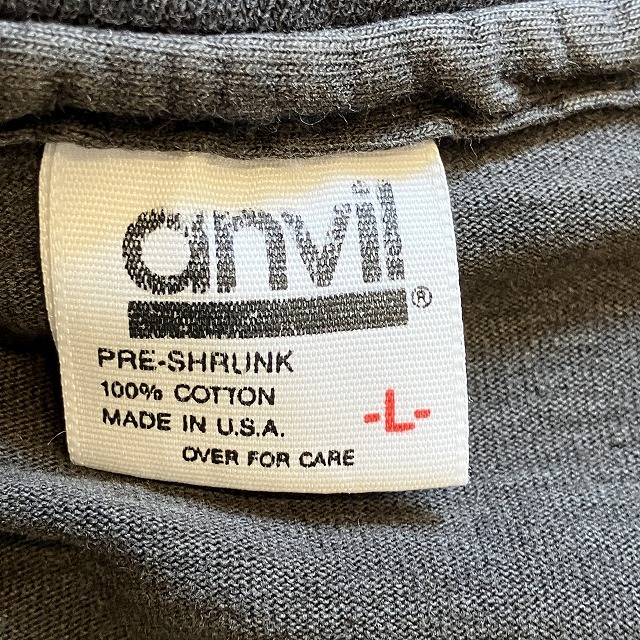 anvil®
PRE-SHRUNK
100% COTTON
MADE IN U.S.A.
-L-
OVER FOR CARE